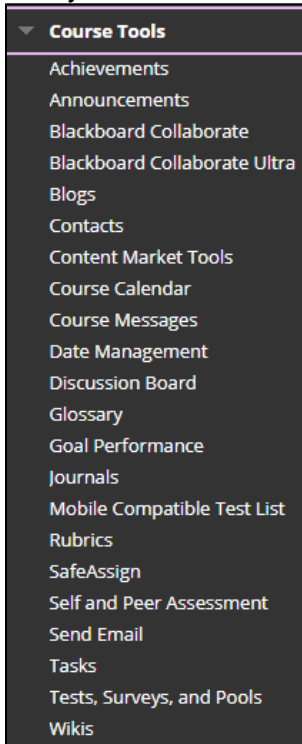 Course Tools
Achievements
Announcements
Blackboard Collaborate
Blackboard Collaborate Ultra
Blogs
Contacts
Content Market Tools
Course Calendar
Course Messages
Date Management
Discussion Board
Glossary
Goal Performance
Journals
Mobile Compatible Test List
Rubrics
SafeAssign
Self and Peer Assessment
Send Email
Tasks
Tests, Surveys, and Pools
Wikis